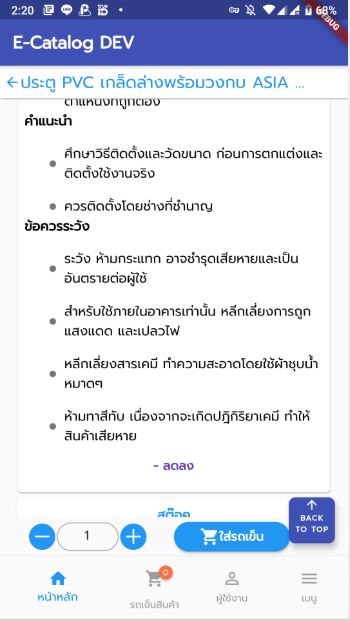 2:20
68%
DEBUG
E-Catalog DEV
←ประตู PVC เกล็ดล่างพร้อมวงกบ ASIA ...
ตำแหน่งที่ถูกต้อง
คำแนะนำ
ศึกษาวิธีติดตั้งและวัดขนาด ก่อนการตกแต่งและ
ติดตั้งใช้งานจริง
ควรติดตั้งโดยช่างที่ชำนาญ
ข้อควรระวัง
ระวัง ห้ามกระแทก อาจชำรุดเสียหายและเป็น
อันตรายต่อผู้ใช้
สำหรับใช้ภายในอาคารเท่านั้น หลีกเลี่ยงการถูก
แสงแดด และเปลวไฟ
หลีกเลี่ยงสารเคมี ทำความสะอาดโดยใช้ผ้าชุบน้ำ
หมาดๆ
ห้ามทาสีทับ เนื่องจากจะเกิดปฎิกิริยาเคมี ทำให้
สินค้าเสียหาย
- ลดลง
สต๊อค
BACK
TO TOP
1
ใส่รถเข็น
0
หน้าหลัก
รถเข็นสินค้า
ผู้ใช้งาน
เมนู